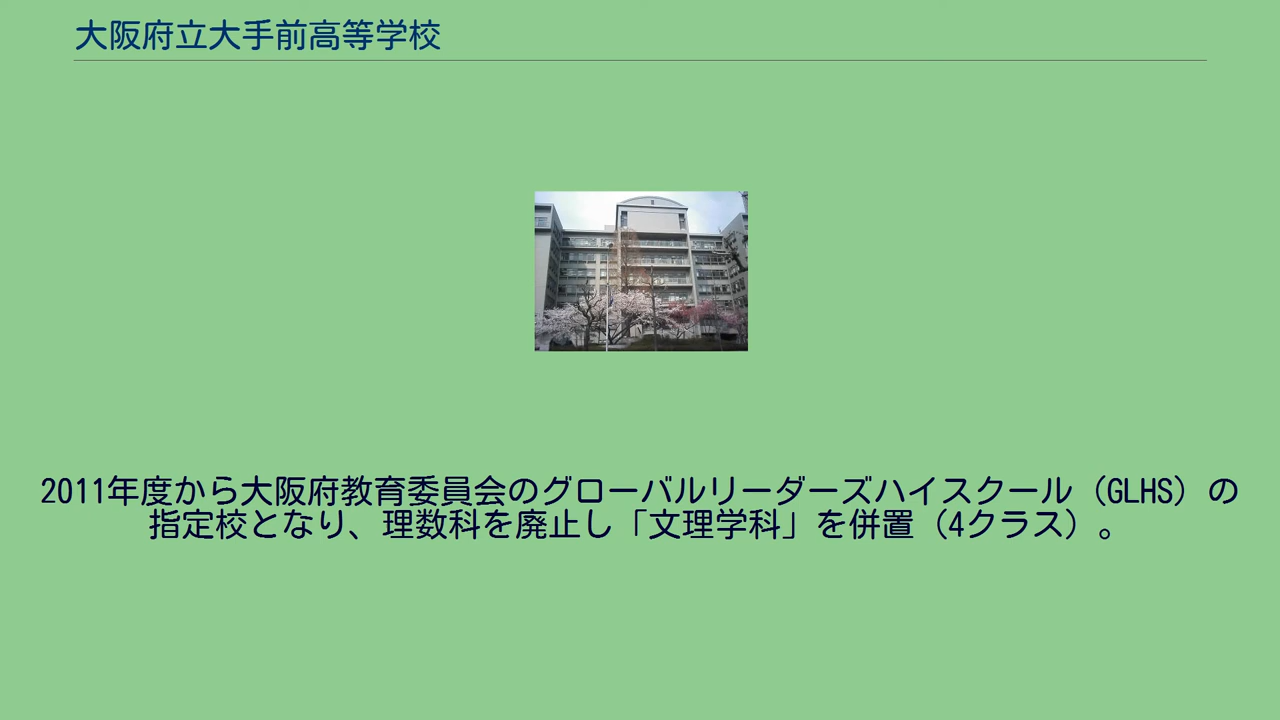 大阪府立大手前高等学校
2011年度から大阪府教育委員会のグローバルリーダーズハイスクール（GLHS）の
指定校となり、理数科を廃止し「文理学科」を併置（4クラス）。